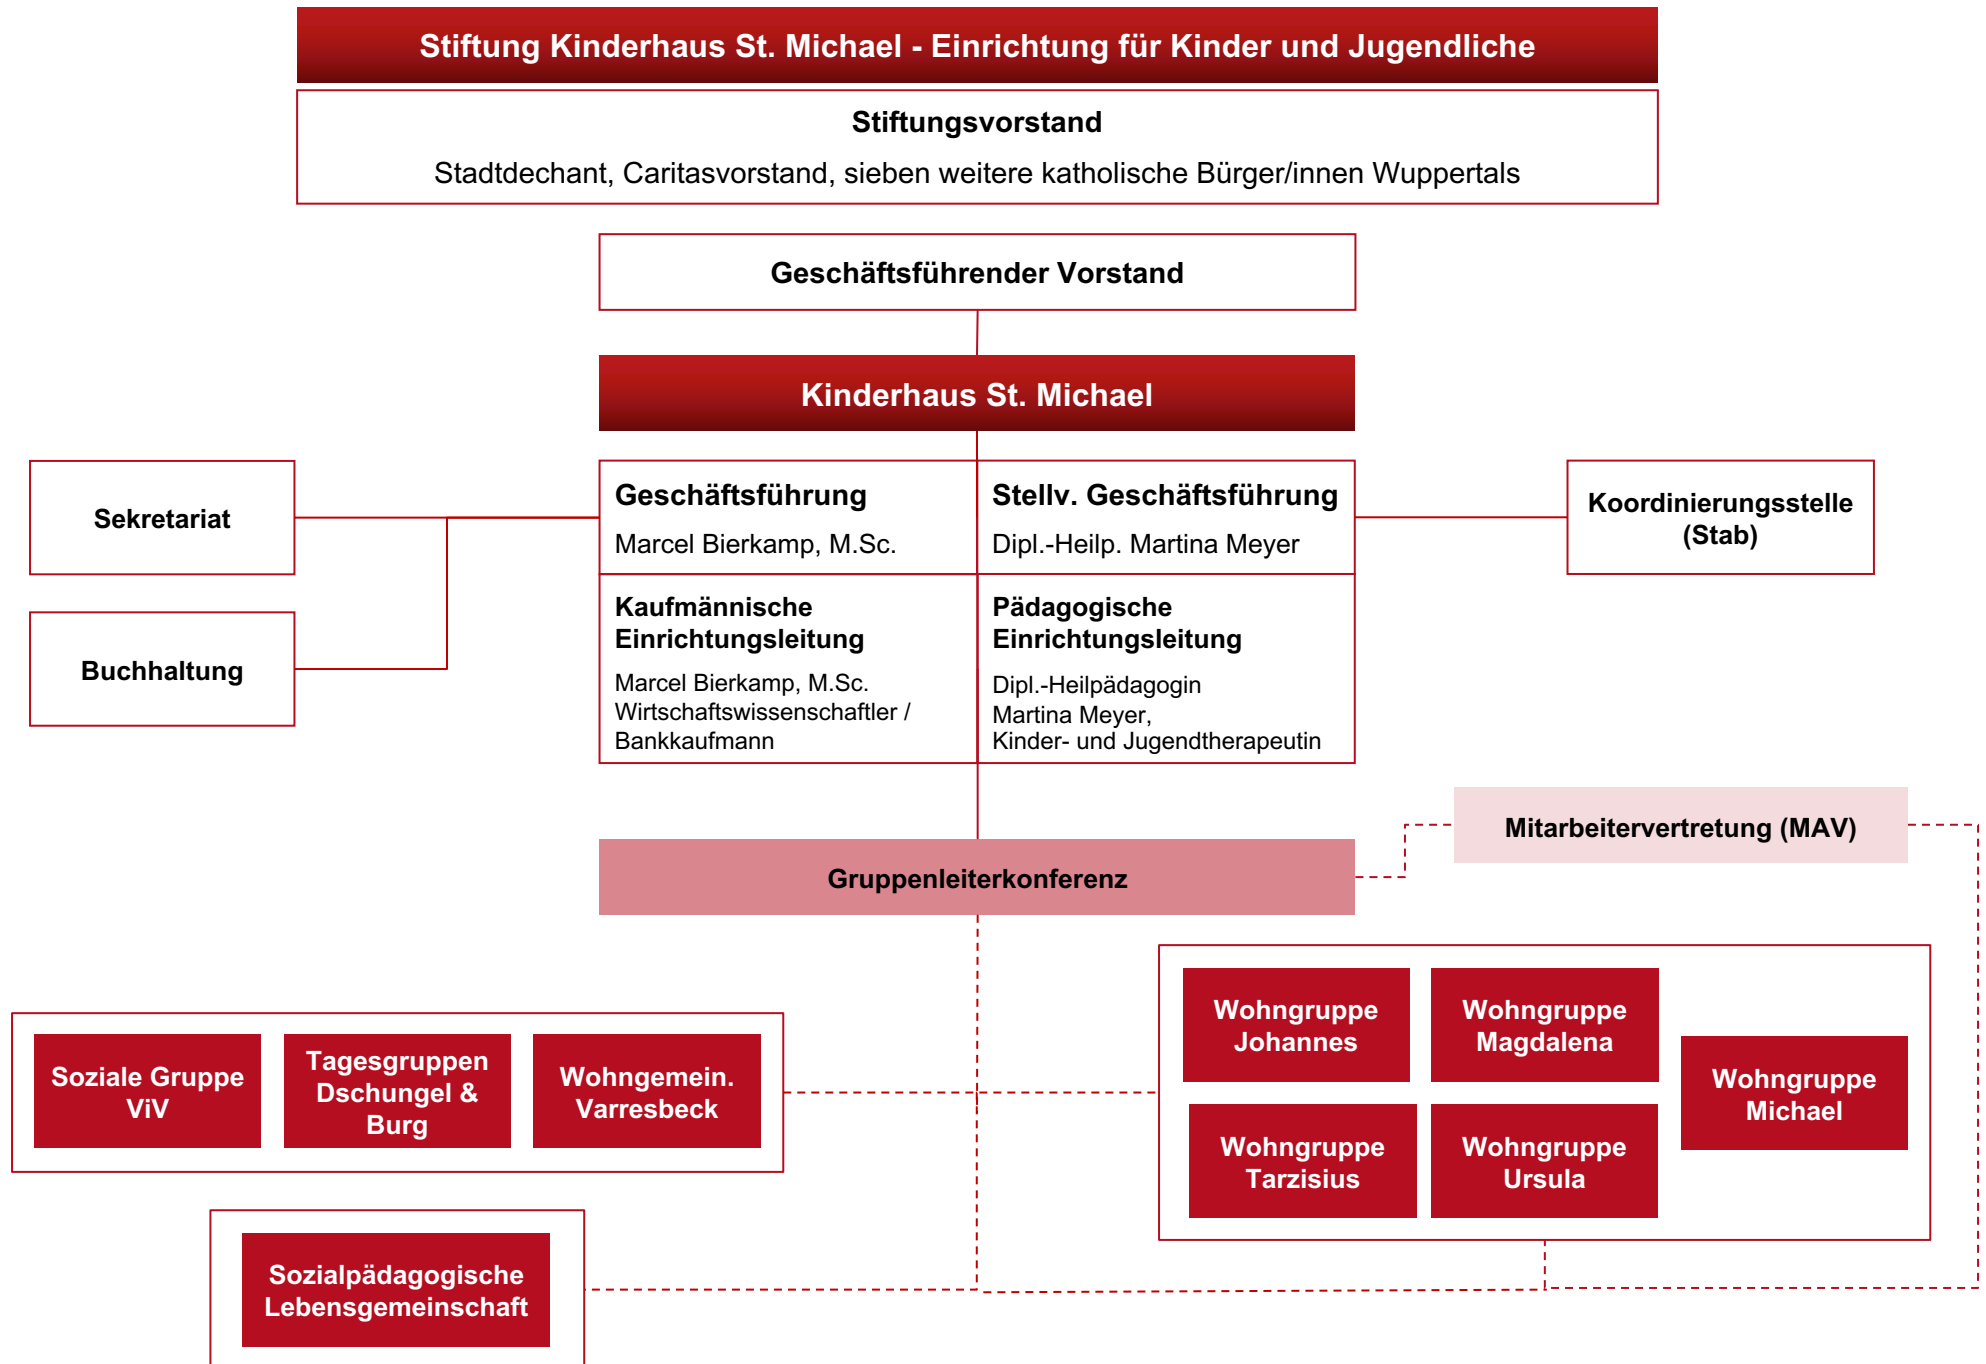 Stiftung Kinderhaus St. Michael - Einrichtung für Kinder und Jugendliche
Stiftungsvorstand
Stadtdechant, Caritasvorstand, sieben weitere katholische Bürger/innen Wuppertals
Geschäftsführender Vorstand
Kinderhaus St. Michael
Sekretariat
Buchhaltung
Geschäftsführung
Marcel Bierkamp, M.Sc.
Stellv. Geschäftsführung
Dipl.-Heilp. Martina Meyer
Kaufmännische
Einrichtungsleitung
Marcel Bierkamp, M.Sc.
Wirtschaftswissenschaftler /
Bankkaufmann
Pädagogische
Einrichtungsleitung
Dipl.-Heilpädagogin
Martina Meyer,
Kinder- und Jugendtherapeutin
Koordinierungsstelle
(Stab)
Mitarbeitervertretung (MAV)
Gruppenleiterkonferenz
Soziale Gruppe
ViV
Tagesgruppen
Dschungel &
Burg
Wohngemein.
Varresbeck
Wohngruppe
Johannes
Wohngruppe
Magdalena
Wohngruppe
Michael
Wohngruppe
Tarzisius
Wohngruppe
Ursula
Sozialpädagogische
Lebensgemeinschaft